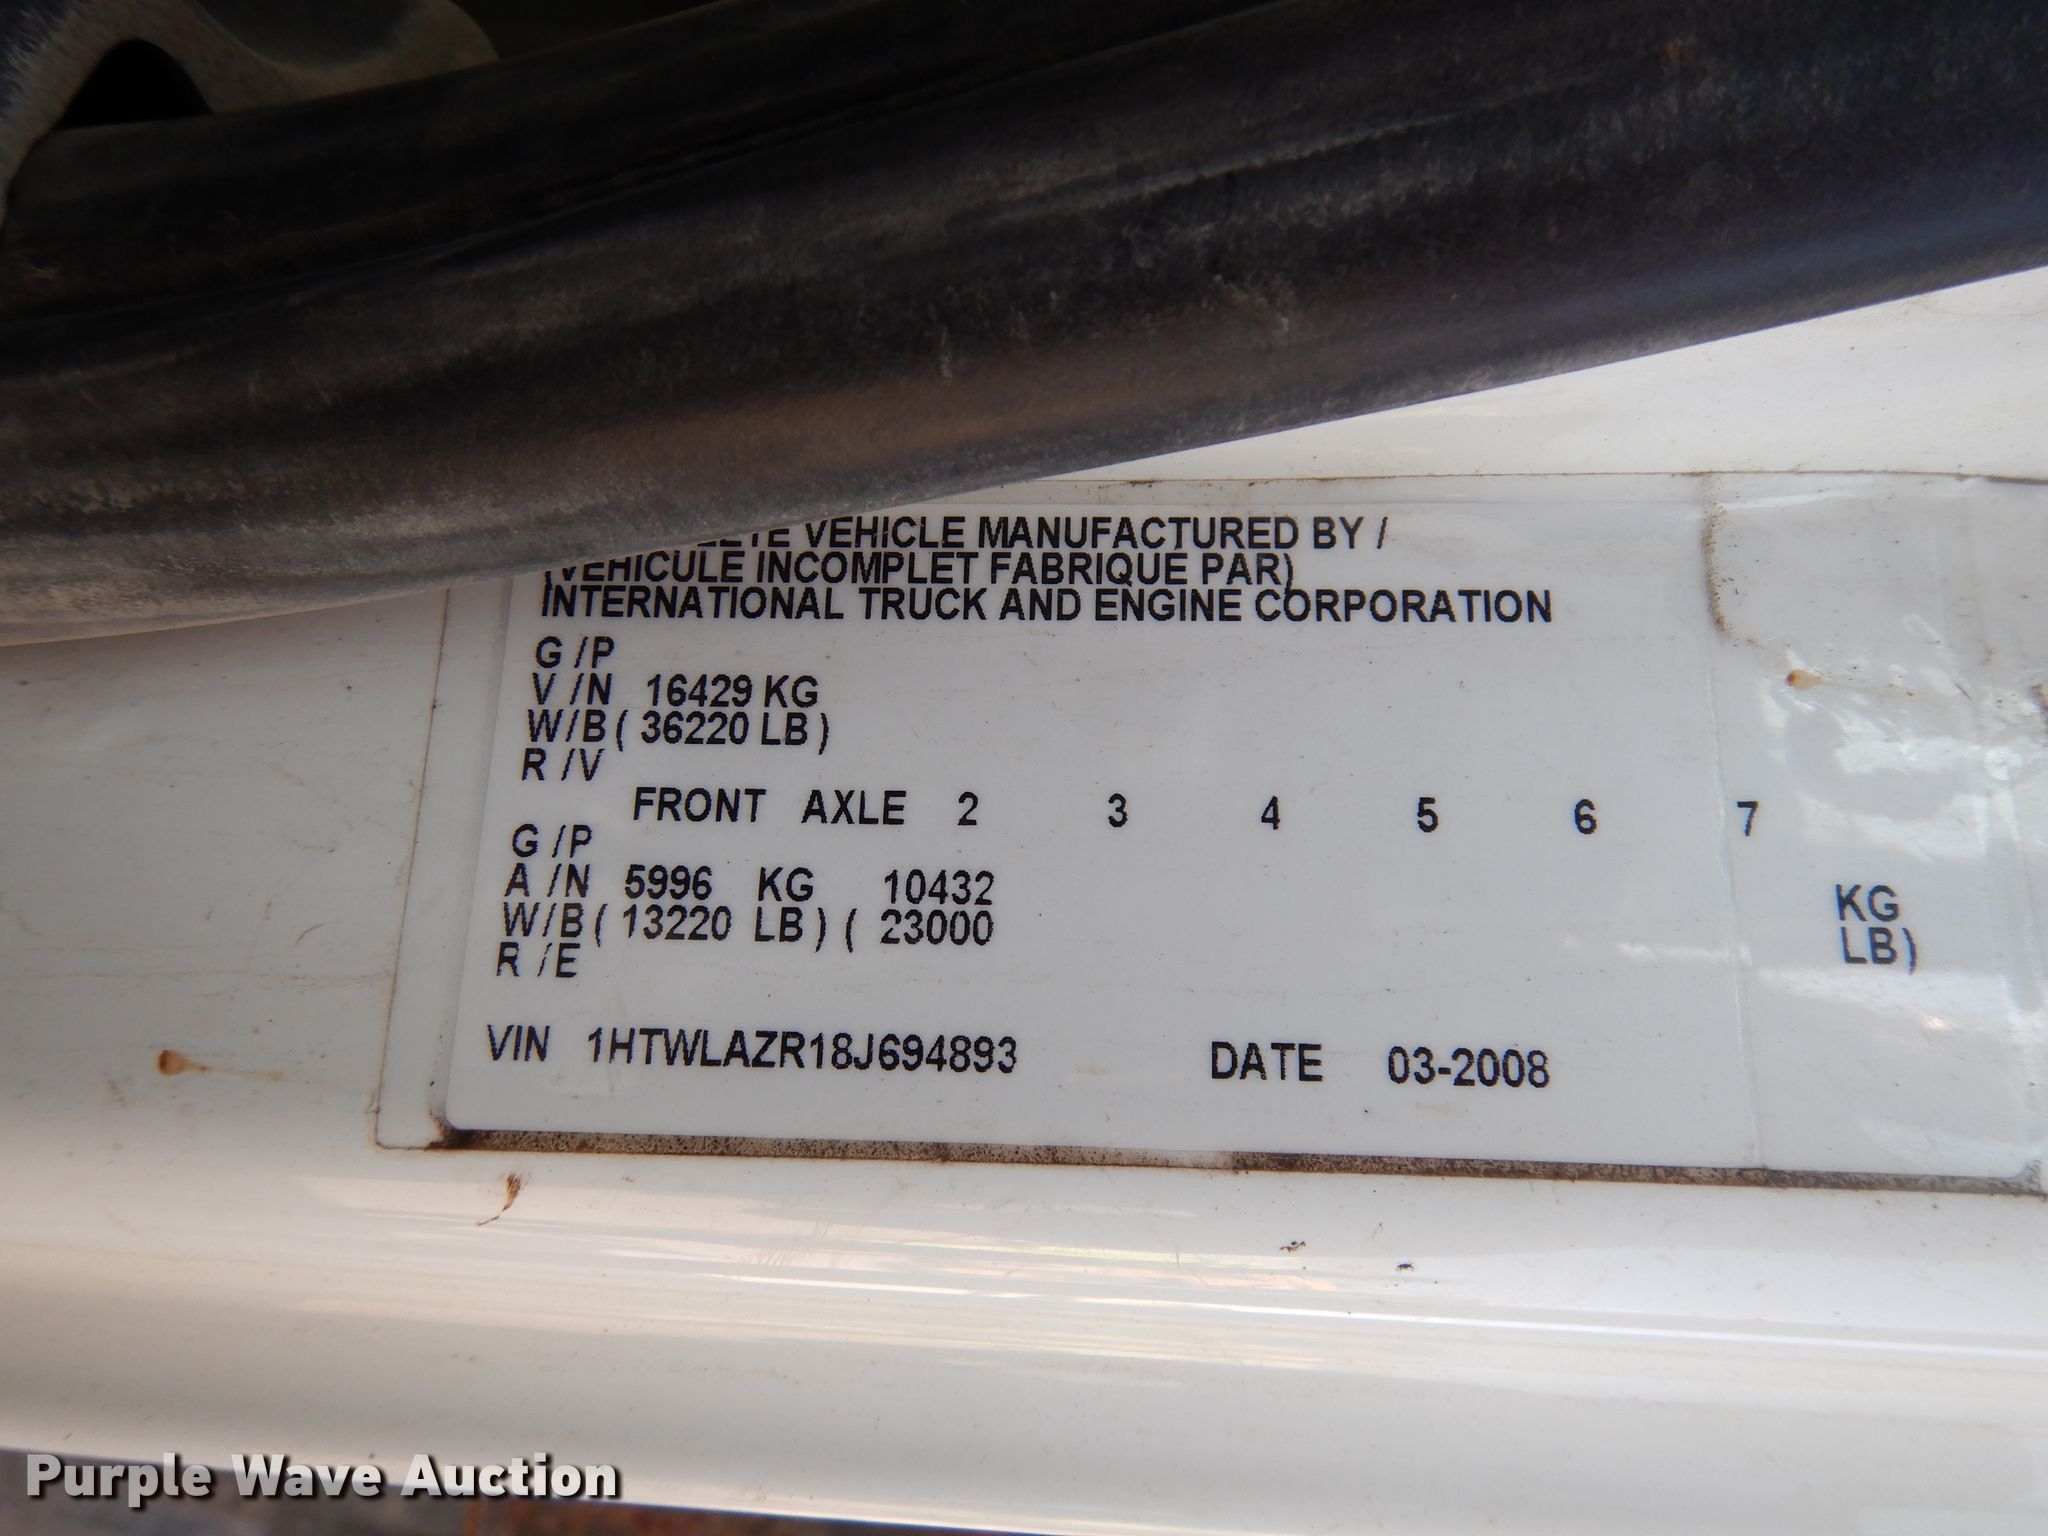 VEHICLE MANUFACTURED BY /
(VEHICULE INCOMPLET FABRIQUE PAR)
INTERNATIONAL TRUCK AND ENGINE CORPORATION
G /P
V /N 16429 KG
W/B ( 36220 LB )
R /V
FRONT AXLE 2 3 4 5 6 7
G /P
A /N 5996 KG 10432 KG
W/B ( 13220 LB ) ( 23000 LB)
R /E
VIN 1HTWLAZR18J694893 DATE 03-2008
Purple Wave Auction